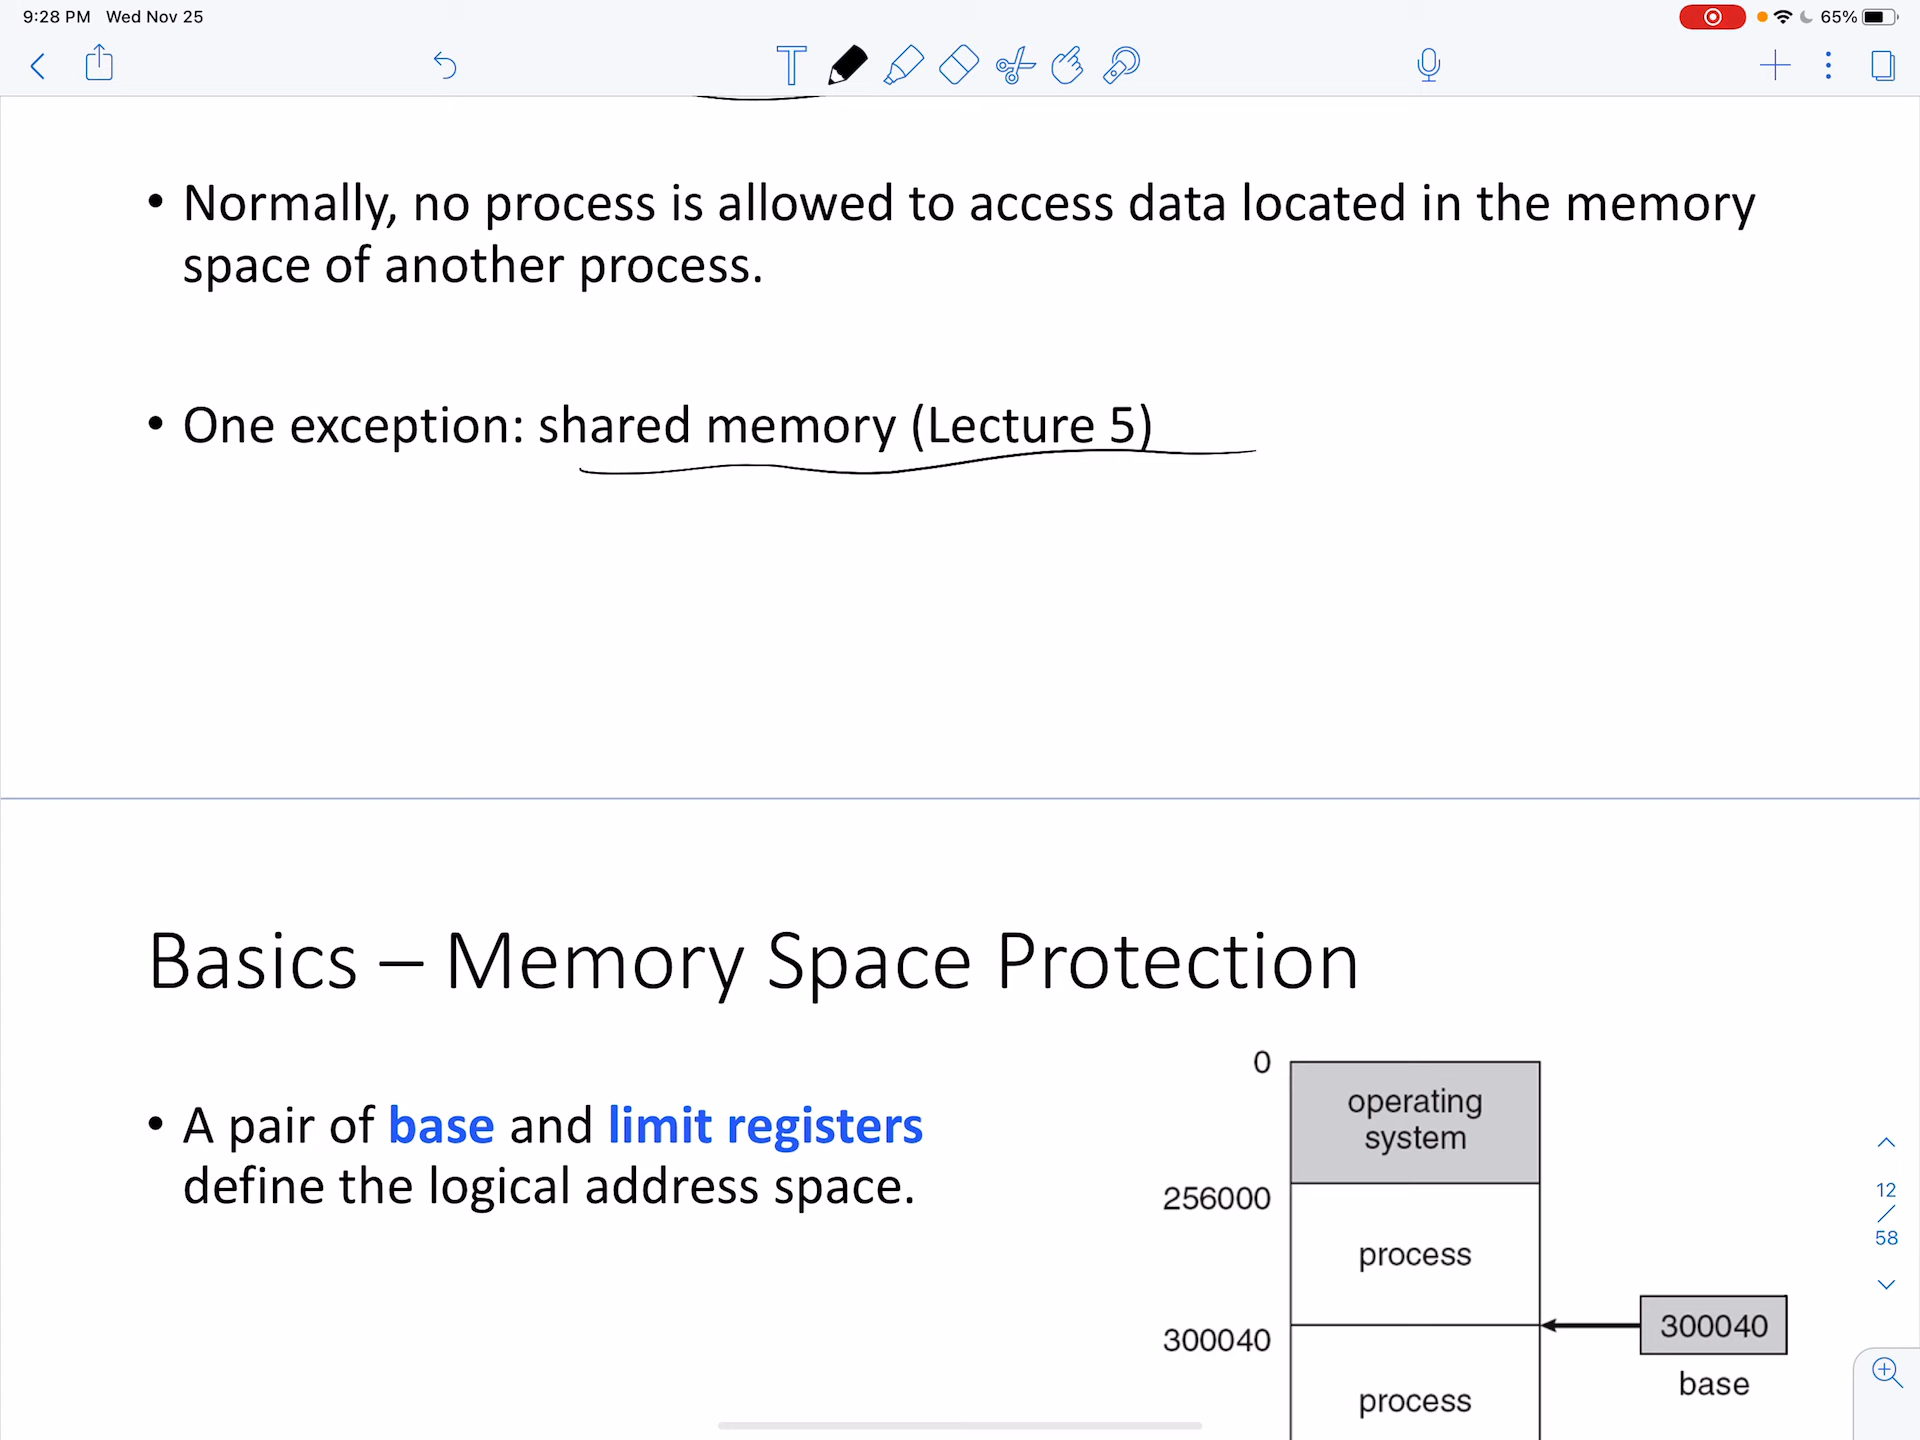 9:28 PM Wed Nov 25
65%
T
• Normally, no process is allowed to access data located in the memory
space of another process.
• One exception: shared memory (Lecture 5)
Basics – Memory Space Protection
• A pair of base and limit registers
define the logical address space.
0
operating
system
256000
process
300040
300040
base
process
12
/
58